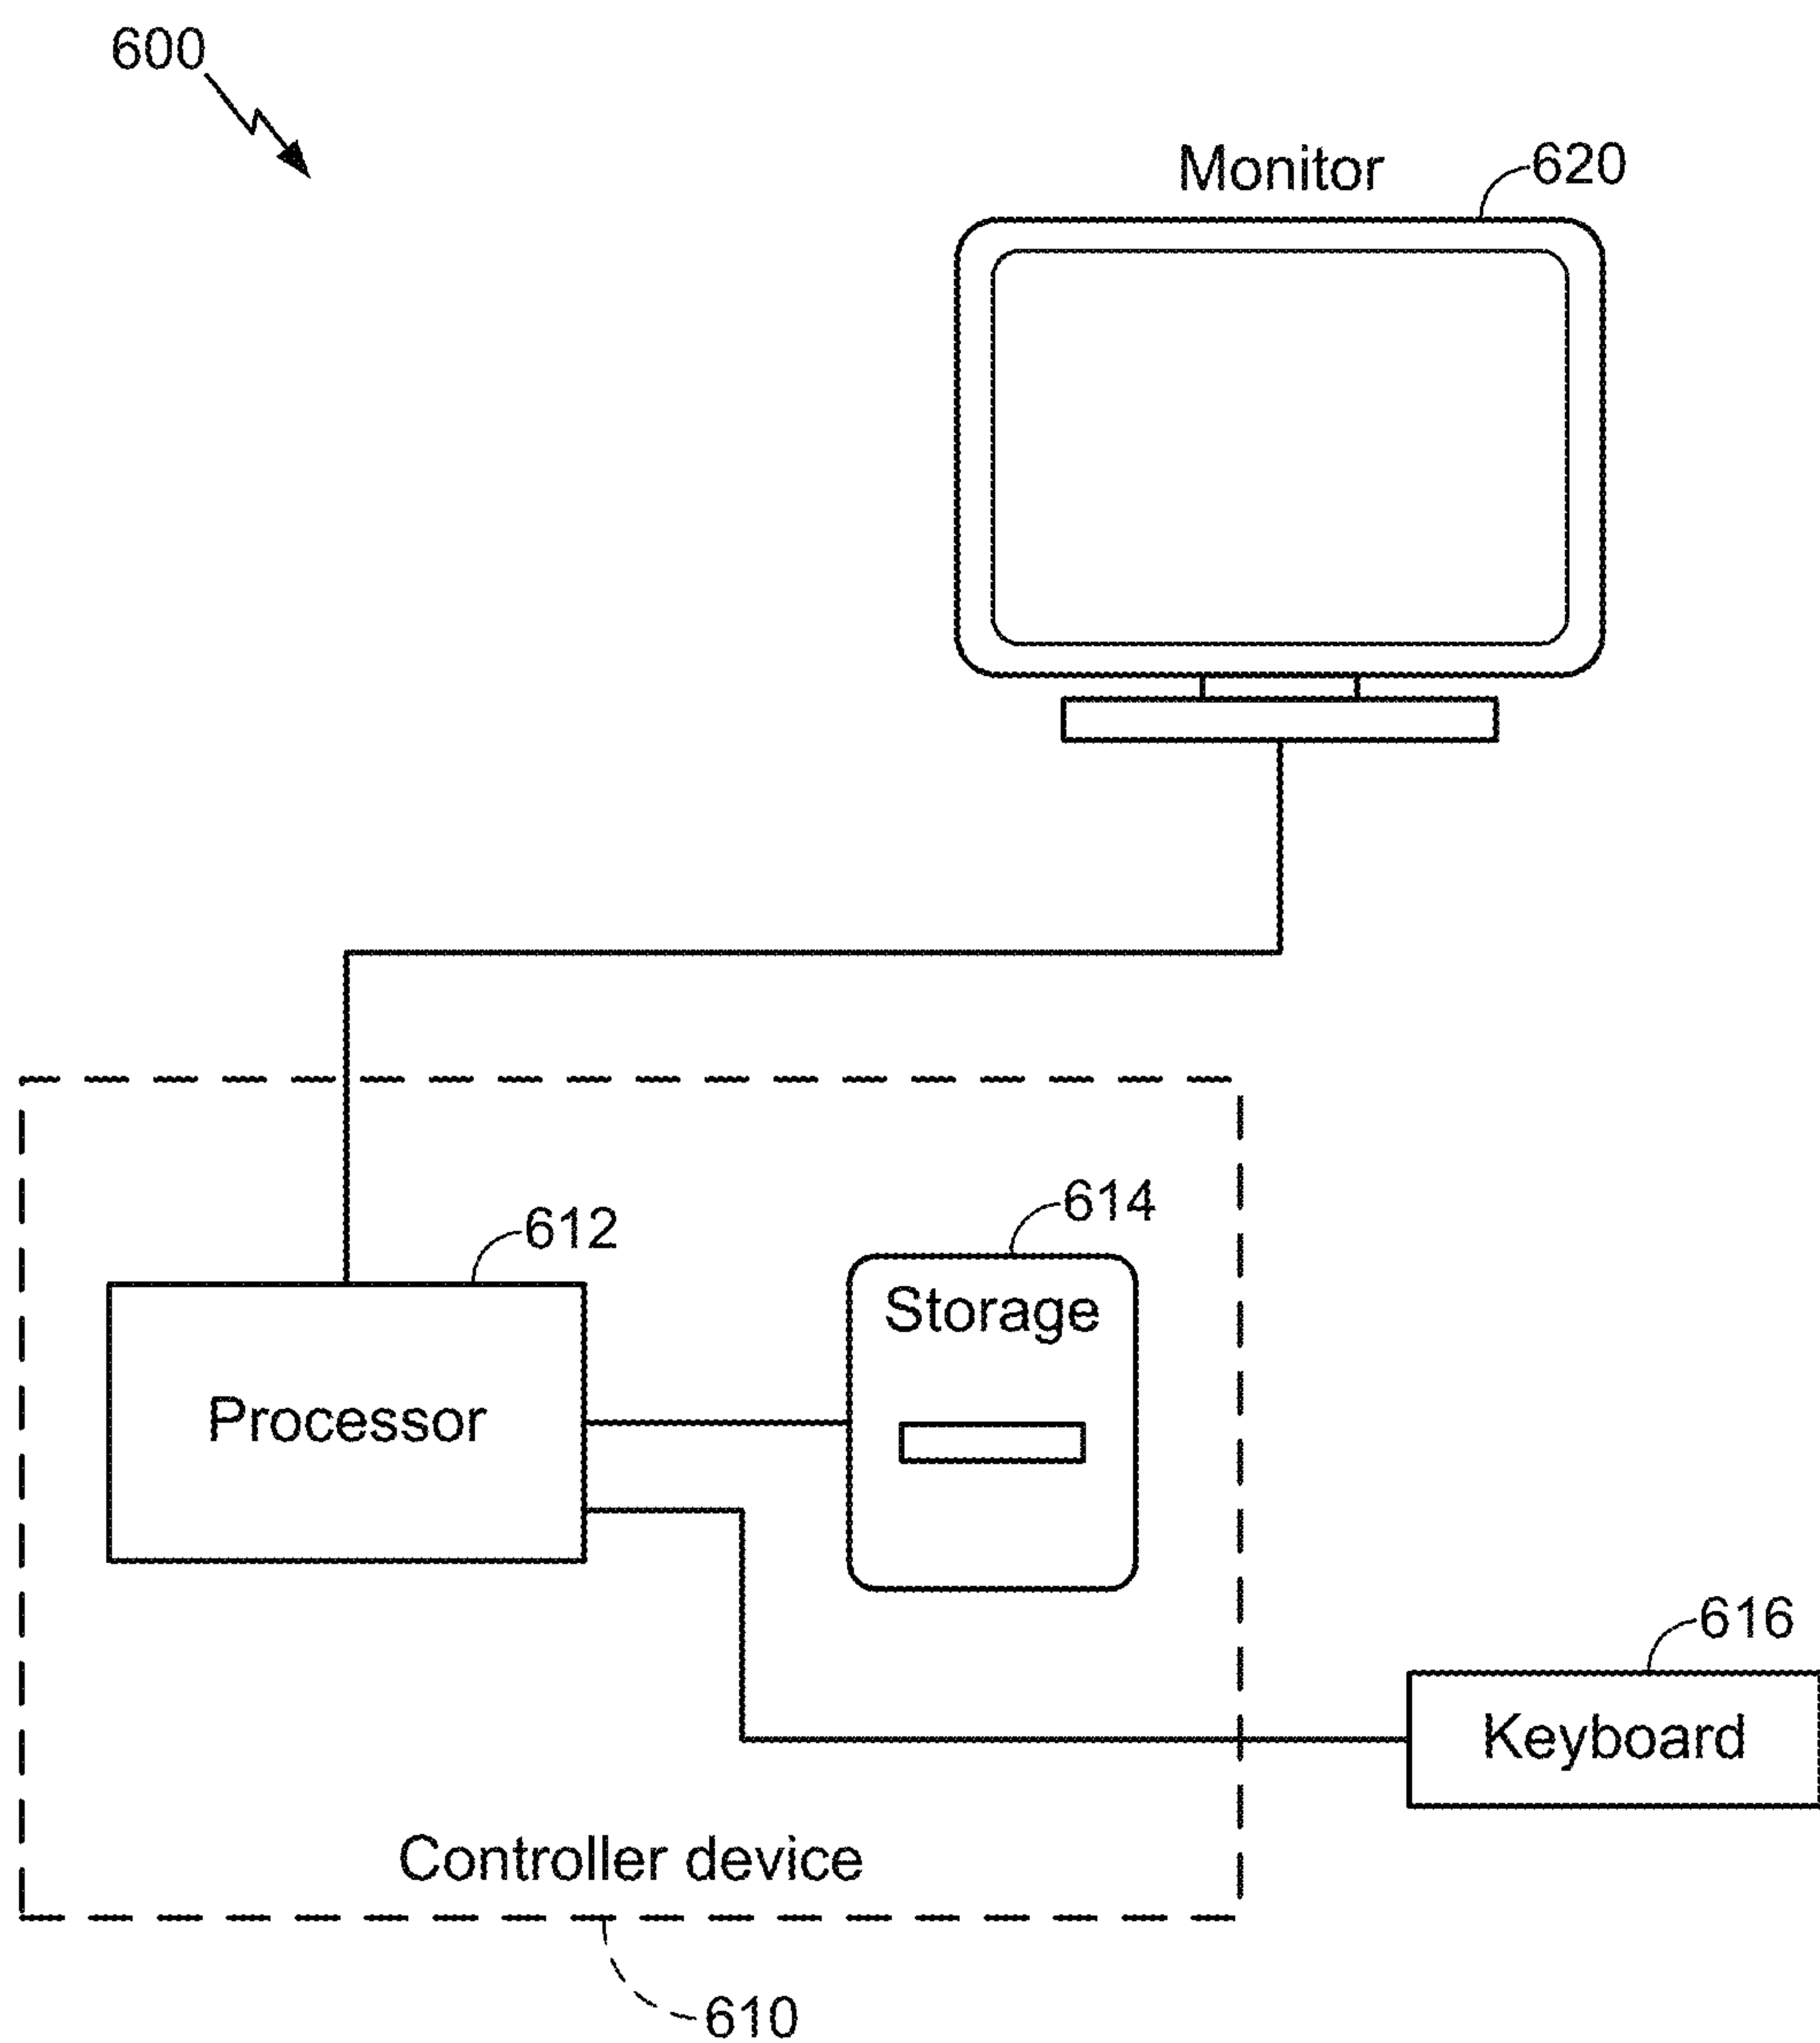 600
Monitor
620
612
614
Storage
Processor
616
Keyboard
Controller device
610